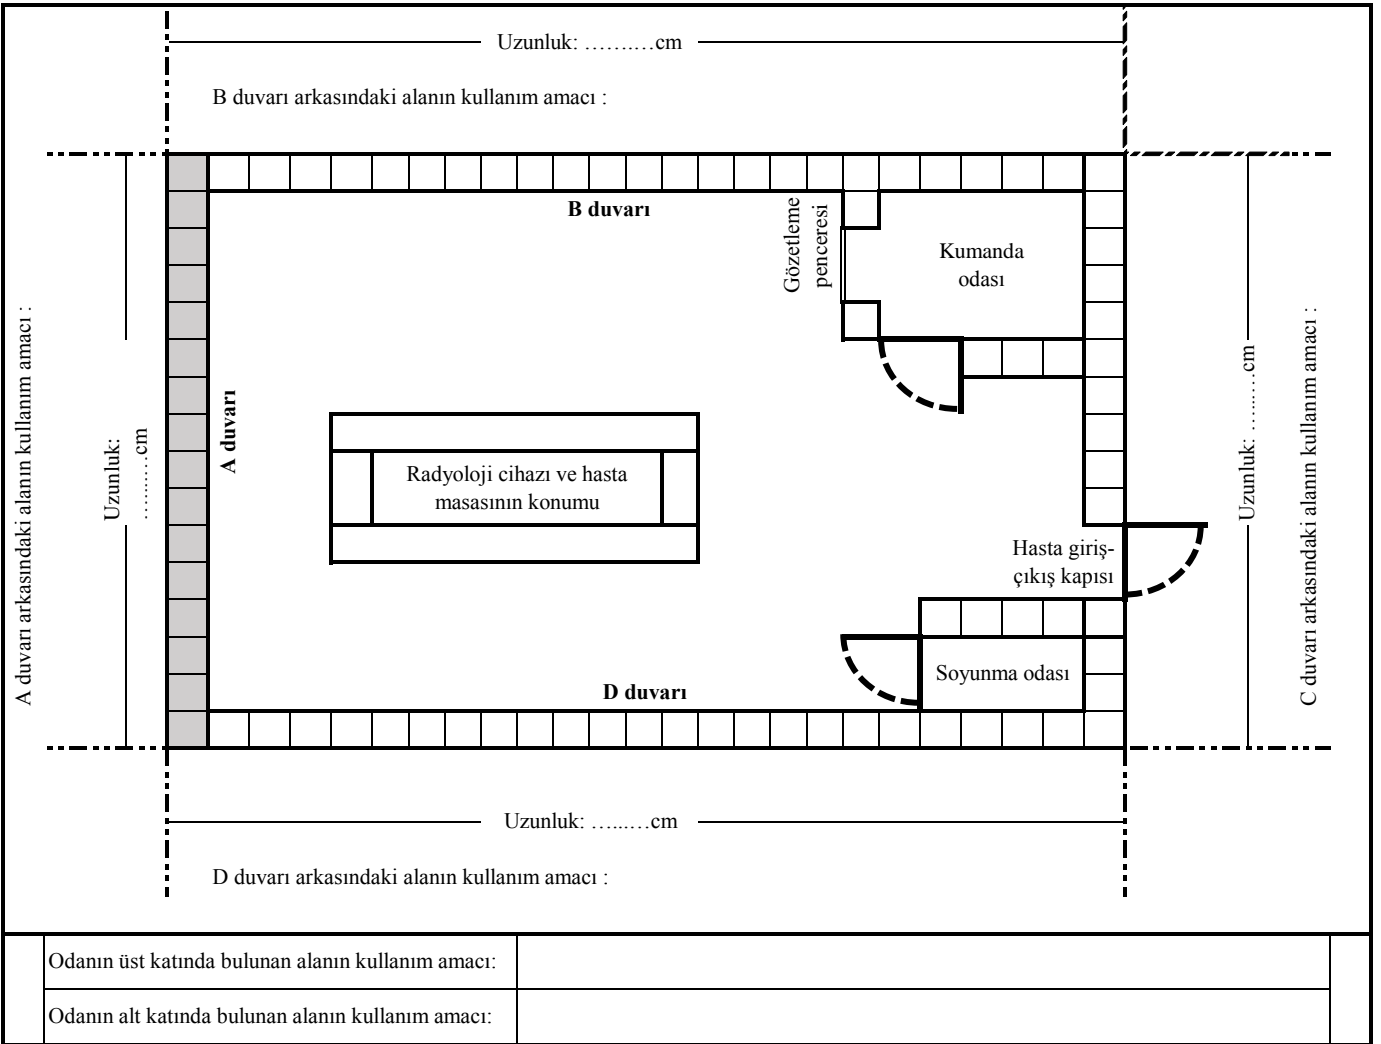 Uzunluk: …….…cm
B duvarı arkasındaki alanın kullanım amacı :
B duvarı
Gözetleme
penceresi
Kumanda
odası
A duvarı arkasındaki alanın kullanım amacı :
Uzunluk:
…...…cm
A duvarı
Radyoloji cihazı ve hasta
masasının konumu
Uzunluk: …..…cm
C duvarı arkasındaki alanın kullanım amacı :
Hasta giriş-
çıkış kapısı
Soyunma odası
D duvarı
Uzunluk: …...…cm
D duvarı arkasındaki alanın kullanım amacı :
Odanın üst katında bulunan alanın kullanım amacı:
Odanın alt katında bulunan alanın kullanım amacı: